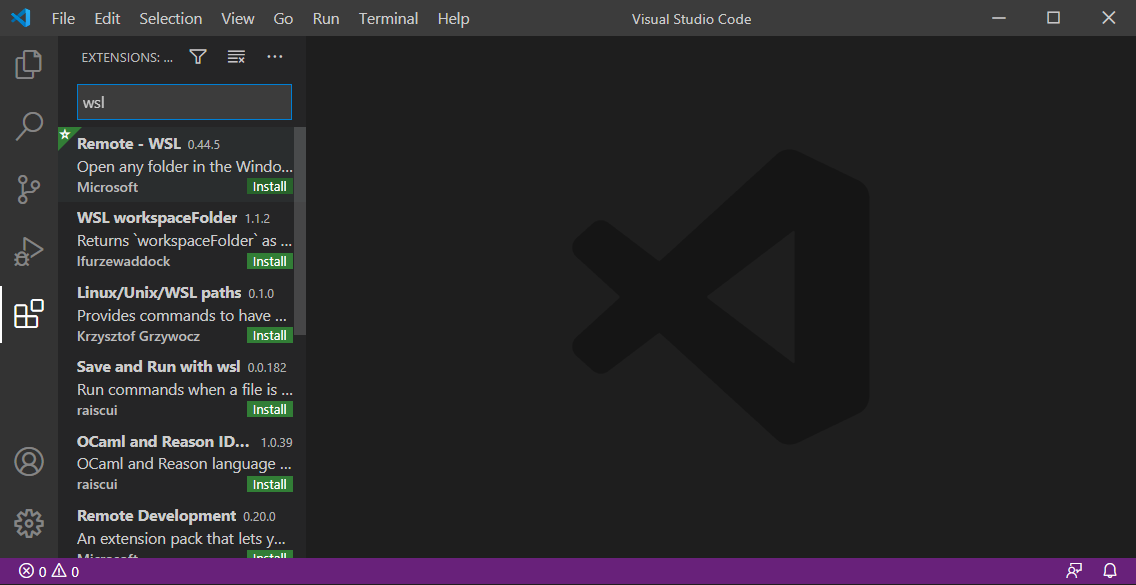 File Edit Selection View Go Run Terminal Help Visual Studio Code
EXTENSIONS: ...
wsl
Remote - WSL 0.44.5
Open any folder in the Windo...
Microsoft Install
WSL workspaceFolder 1.1.2
Returns `workspaceFolder` as ...
lfurzewaddock Install
Linux/Unix/WSL paths 0.1.0
Provides commands to have ...
Krzysztof Grzywocz Install
Save and Run with wsl 0.0.182
Run commands when a file is ...
raiscui Install
OCaml and Reason ID... 1.0.39
OCaml and Reason language ...
raiscui Install
Remote Development 0.20.0
An extension pack that lets y...
Microsoft Install
0 0